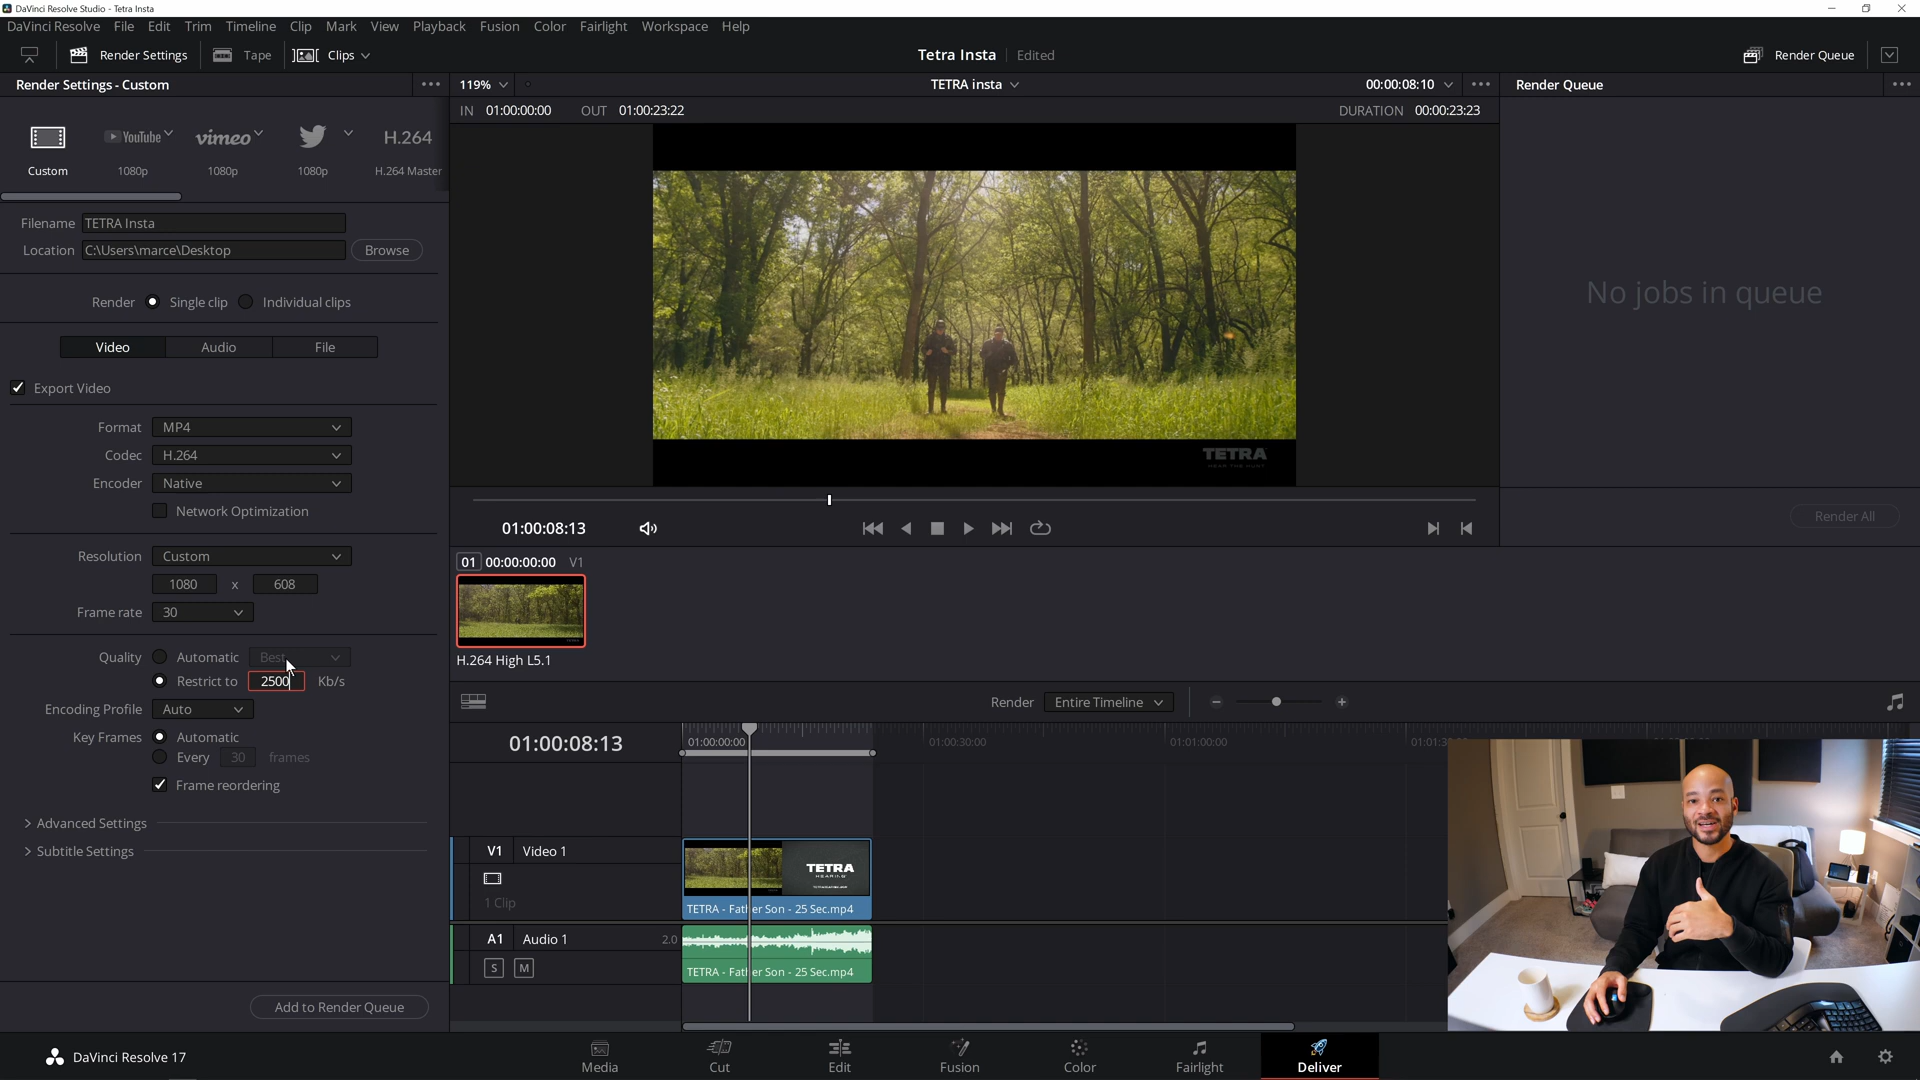 DaVinci Resolve Studio - Tetra Insta
DaVinci Resolve File Edit Trim Timeline Clip Mark View Playback Fusion Color Fairlight Workspace Help
Render Settings Tape Clips Tetra Insta Edited Render Queue
Render Settings - Custom 119% TETRA insta 00:00:08:10 Render Queue
IN 01:00:00:00 OUT 01:00:23:22 DURATION 00:00:23:23
YouTube vimeo H.264
Custom 1080p 1080p 1080p H.264 Master
Filename TETRA Insta
Location C:\Users\marce\Desktop Browse
Render Single clip Individual clips
No jobs in queue
Video Audio File
Export Video
Format MP4
Codec H.264
TETRA
HEAR THE HUNT
Encoder Native
Network Optimization
Render All
01:00:08:13
Resolution Custom
1080 x 608
Frame rate 30
01 00:00:00:00 V1
H.264 High L5.1
Quality Automatic Best
Restrict to 2500 Kb/s
Encoding Profile Auto
Render Entire Timeline
Key Frames Automatic
Every 30 frames
Frame reordering
01:00:08:13 01:00:00:00 01:00:30:00 01:01:00:00 01:01:3
Advanced Settings
Subtitle Settings
V1 Video 1
1 Clip
TETRA
HEARING
TETRA - Father Son - 25 Sec.mp4
A1 Audio 1 2.0
S M
TETRA - Father Son - 25 Sec.mp4
Add to Render Queue
DaVinci Resolve 17 Media Cut Edit Fusion Color Fairlight Deliver